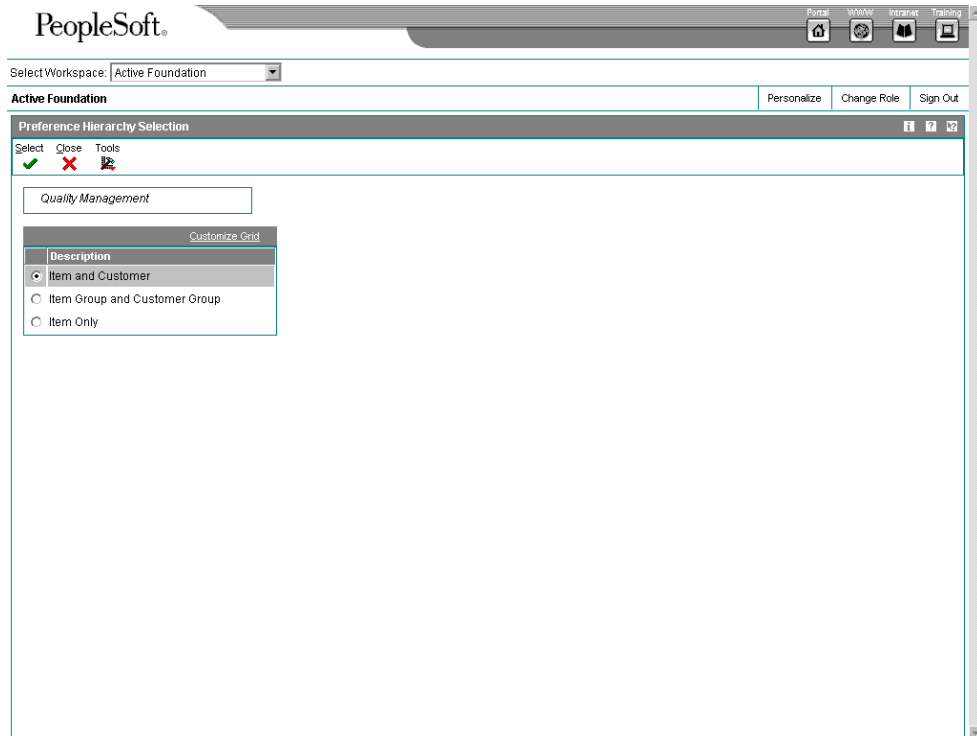 PeopleSoft®
Portal WWW Intranet Training
Select Workspace: Active Foundation
Active Foundation Personalize Change Role Sign Out
Preference Hierarchy Selection i ? ?
Select Close Tools
Quality Management
Customize Grid
Description
Item and Customer
Item Group and Customer Group
Item Only